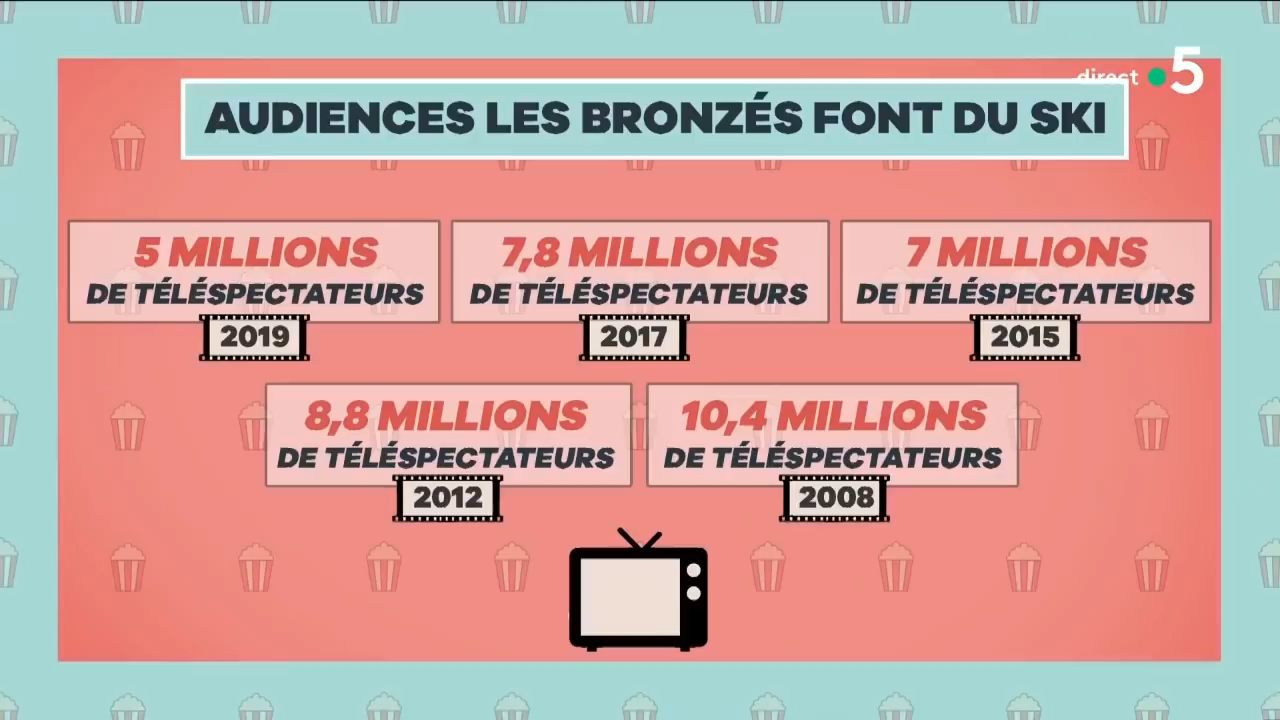 direct 5
AUDIENCES LES BRONZÉS FONT DU SKI
5 MILLIONS
DE TÉLÉSPECTATEURS
2019
7,8 MILLIONS
DE TÉLÉSPECTATEURS
2017
7 MILLIONS
DE TÉLÉSPECTATEURS
2015
8,8 MILLIONS
DE TÉLÉSPECTATEURS
2012
10,4 MILLIONS
DE TÉLÉSPECTATEURS
2008